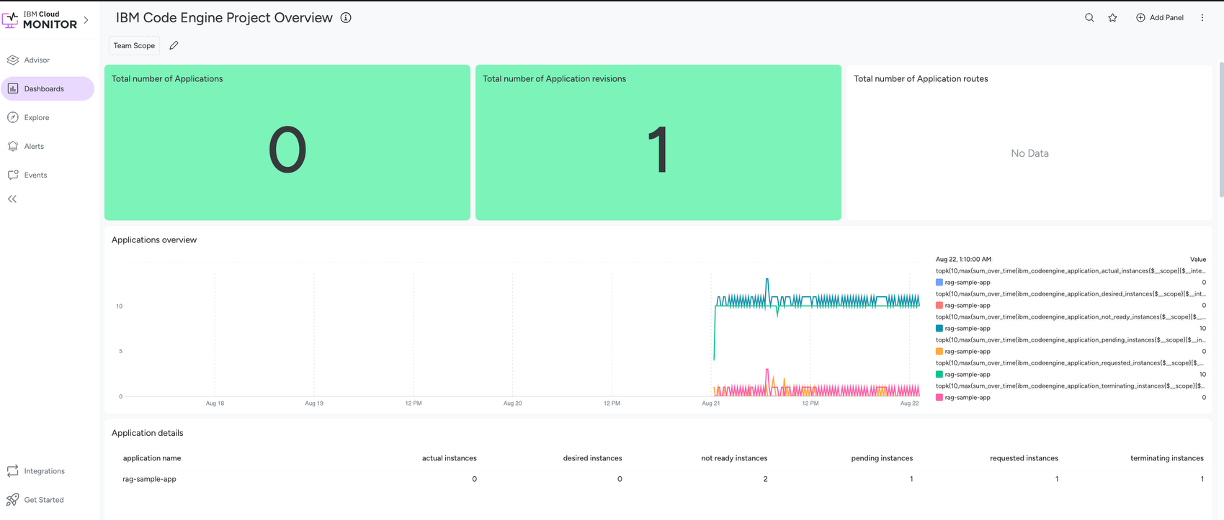 IBM Cloud
MONITOR
IBM Code Engine Project Overview
Add Panel
Team Scope
Advisor
Dashboards
Explore
Alerts
Events
Integrations
Get Started
Total number of Applications
0
Total number of Application revisions
1
Total number of Application routes
No Data
Applications overview
10
5
0
Aug 18
Aug 19
12 PM
Aug 20
12 PM
Aug 21
12 PM
Aug 22
Aug 22, 1:10:00 AM Value
topk(10,max(sum_over_time(ibm_codeengine_application_actual_instances{$__scope}[$__inte...
rag-sample-app 0
topk(10,max(sum_over_time(ibm_codeengine_application_desired_instances{$__scope}[$__int...
rag-sample-app 0
topk(10,max(sum_over_time(ibm_codeengine_application_not_ready_instances{$__scope}[$__...
rag-sample-app 10
topk(10,max(sum_over_time(ibm_codeengine_application_pending_instances{$__scope}[$__in...
rag-sample-app 0
topk(10,max(sum_over_time(ibm_codeengine_application_requested_instances{$__scope}[$_...
rag-sample-app 10
topk(10,max(sum_over_time(ibm_codeengine_application_terminating_instances{$__scope}[$...
rag-sample-app 0
Application details
application name actual instances desired instances not ready instances pending instances requested instances terminating instances
rag-sample-app 0 0 2 1 1 1